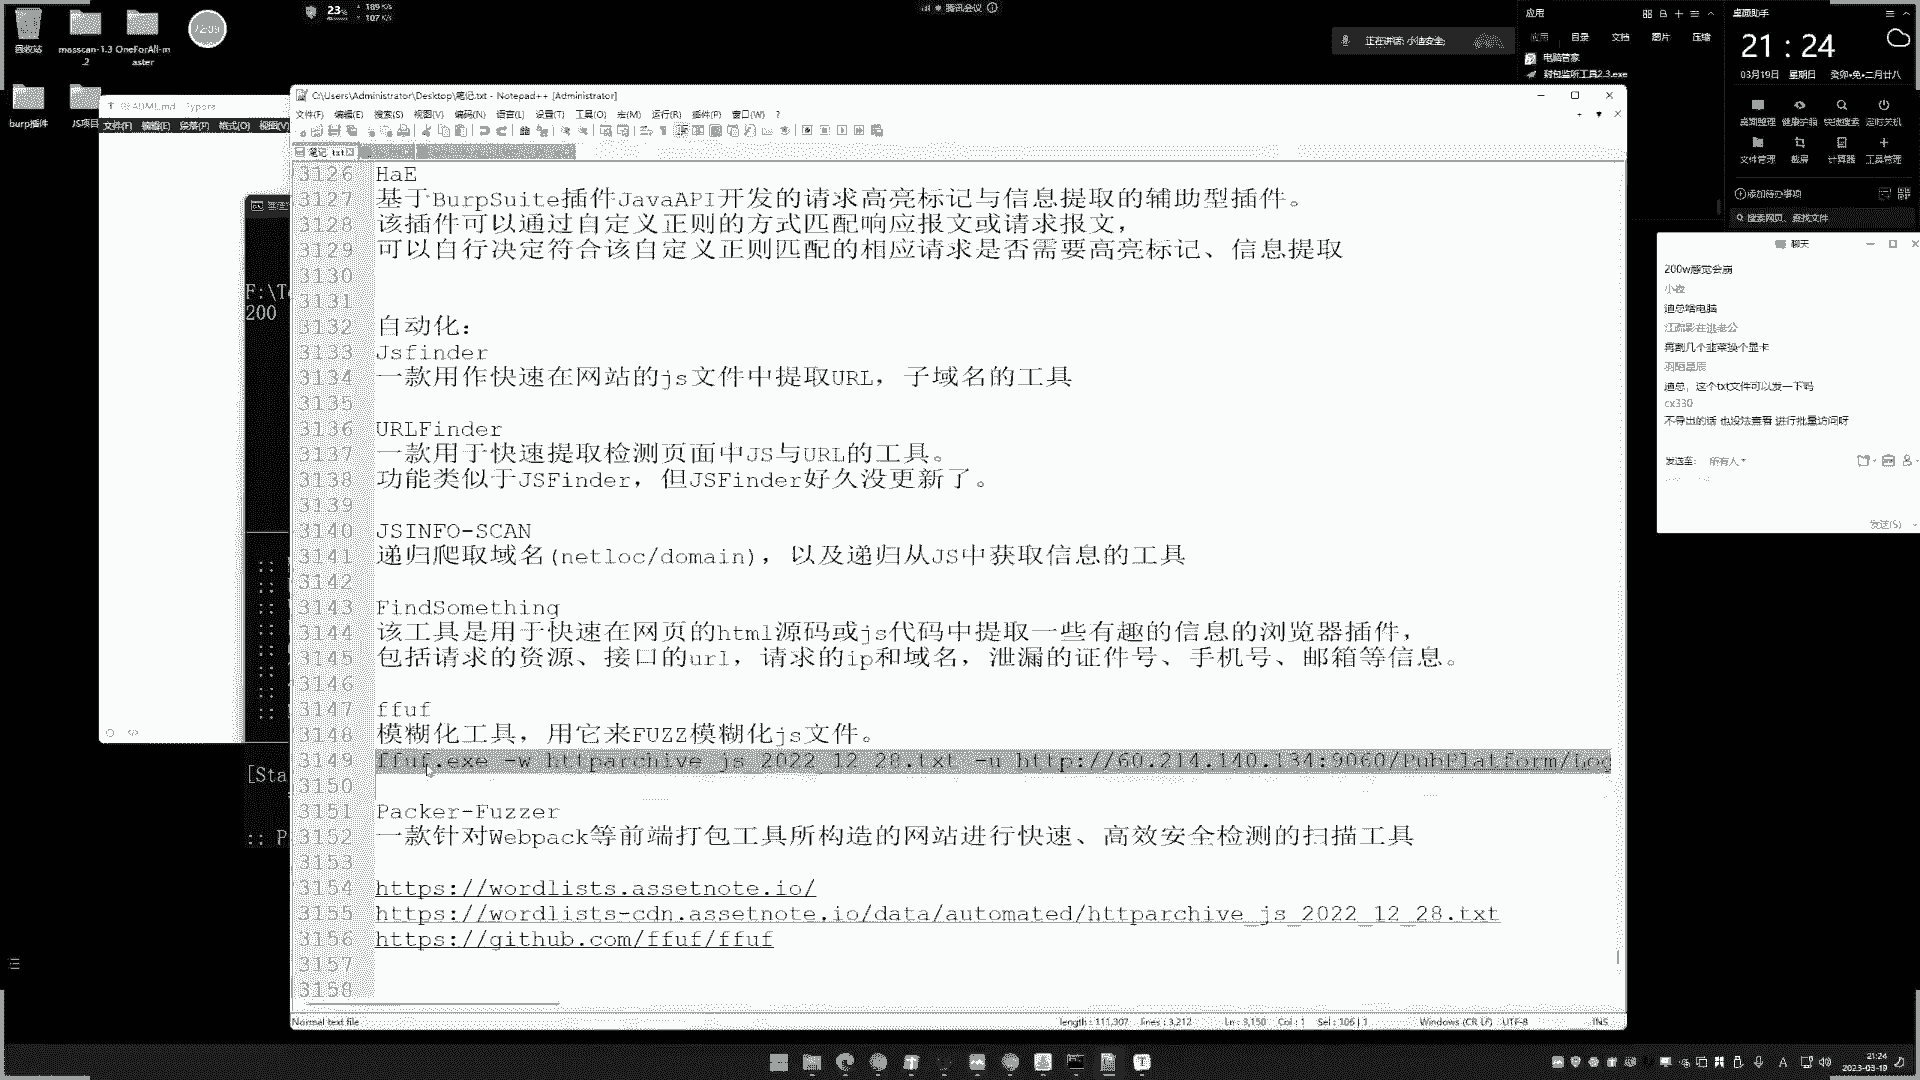 回收站
masscan-1.3.2
OneForAll-master
burp插件
JS项目
23%
189 K/s
107 K/s
腾讯会议
正在讲话: 小迪安全;
应用
目录
文档
图片
压缩
电脑管家
封包监听工具2.3.exe
桌面助手
21 : 24
03月19日 星期日 癸卯•兔•二月廿八
桌面整理 健康护眼 快捷搜索 定时关机
文件管理 截屏 计算器 工具管理
添加待办事项
搜索网页、查找文件
README.md - Typora
文件(F) 编辑(E) 段落(P) 格式(O) 视图(V)
C:\Users\Administrator\Desktop\笔记.txt - Notepad++ [Administrator]
文件(F) 编辑(E) 搜索(S) 视图(V) 编码(N) 语言(L) 设置(T) 工具(O) 宏(M) 运行(R) 插件(P) 窗口(W) ?
笔记.txt
3126 HaE
3127 基于BurpSuite插件JavaAPI开发的请求高亮标记与信息提取的辅助型插件。
3128 该插件可以通过自定义正则的方式匹配响应报文或请求报文，
3129 可以自行决定符合该自定义正则匹配的相应请求是否需要高亮标记、信息提取
3130
3131
3132 自动化：
3133 Jsfinder
3134 一款用作快速在网站的js文件中提取URL，子域名的工具
3135
3136 URLFinder
3137 一款用于快速提取检测页面中JS与URL的工具。
3138 功能类似于JSFinder，但JSFinder好久没更新了。
3139
3140 JSINFO-SCAN
3141 递归爬取域名(netloc/domain)，以及递归从JS中获取信息的工具
3142
3143 FindSomething
3144 该工具是用于快速在网页的html源码或js代码中提取一些有趣的信息的浏览器插件，
3145 包括请求的资源、接口的url，请求的ip和域名，泄漏的证件号、手机号、邮箱等信息。
3146
3147 ffuf
3148 模糊化工具，用它来FUZZ模糊化js文件。
3149 ffuf.exe -w httparchive_js_2022_12_28.txt -u http://60.214.140.134:9060/PubPlatform/Log
3150
3151 Packer-Fuzzer
3152 一款针对Webpack等前端打包工具所构造的网站进行快速、高效安全检测的扫描工具
3153
3154 https://wordlists.assetnote.io/
3155 https://wordlists-cdn.assetnote.io/data/automated/httparchive_js_2022_12_28.txt
3156 https://github.com/ffuf/ffuf
3157
3158
F:\T
200
[Sta
:: P
聊天
200w感觉会崩
迪总啥电脑
再割几个韭菜换个显卡
迪总，这个txt文件可以发一下吗
cx330
不导出的话 也没法查看 进行批量访问呀
发送至: 所有人
发送(S)
Normal text file
length : 111,307 lines : 3,212
Ln : 3,150 Col : 1 Sel : 106 | 1
Windows (CR LF) UTF-8 INS
21:24
2023-03-19